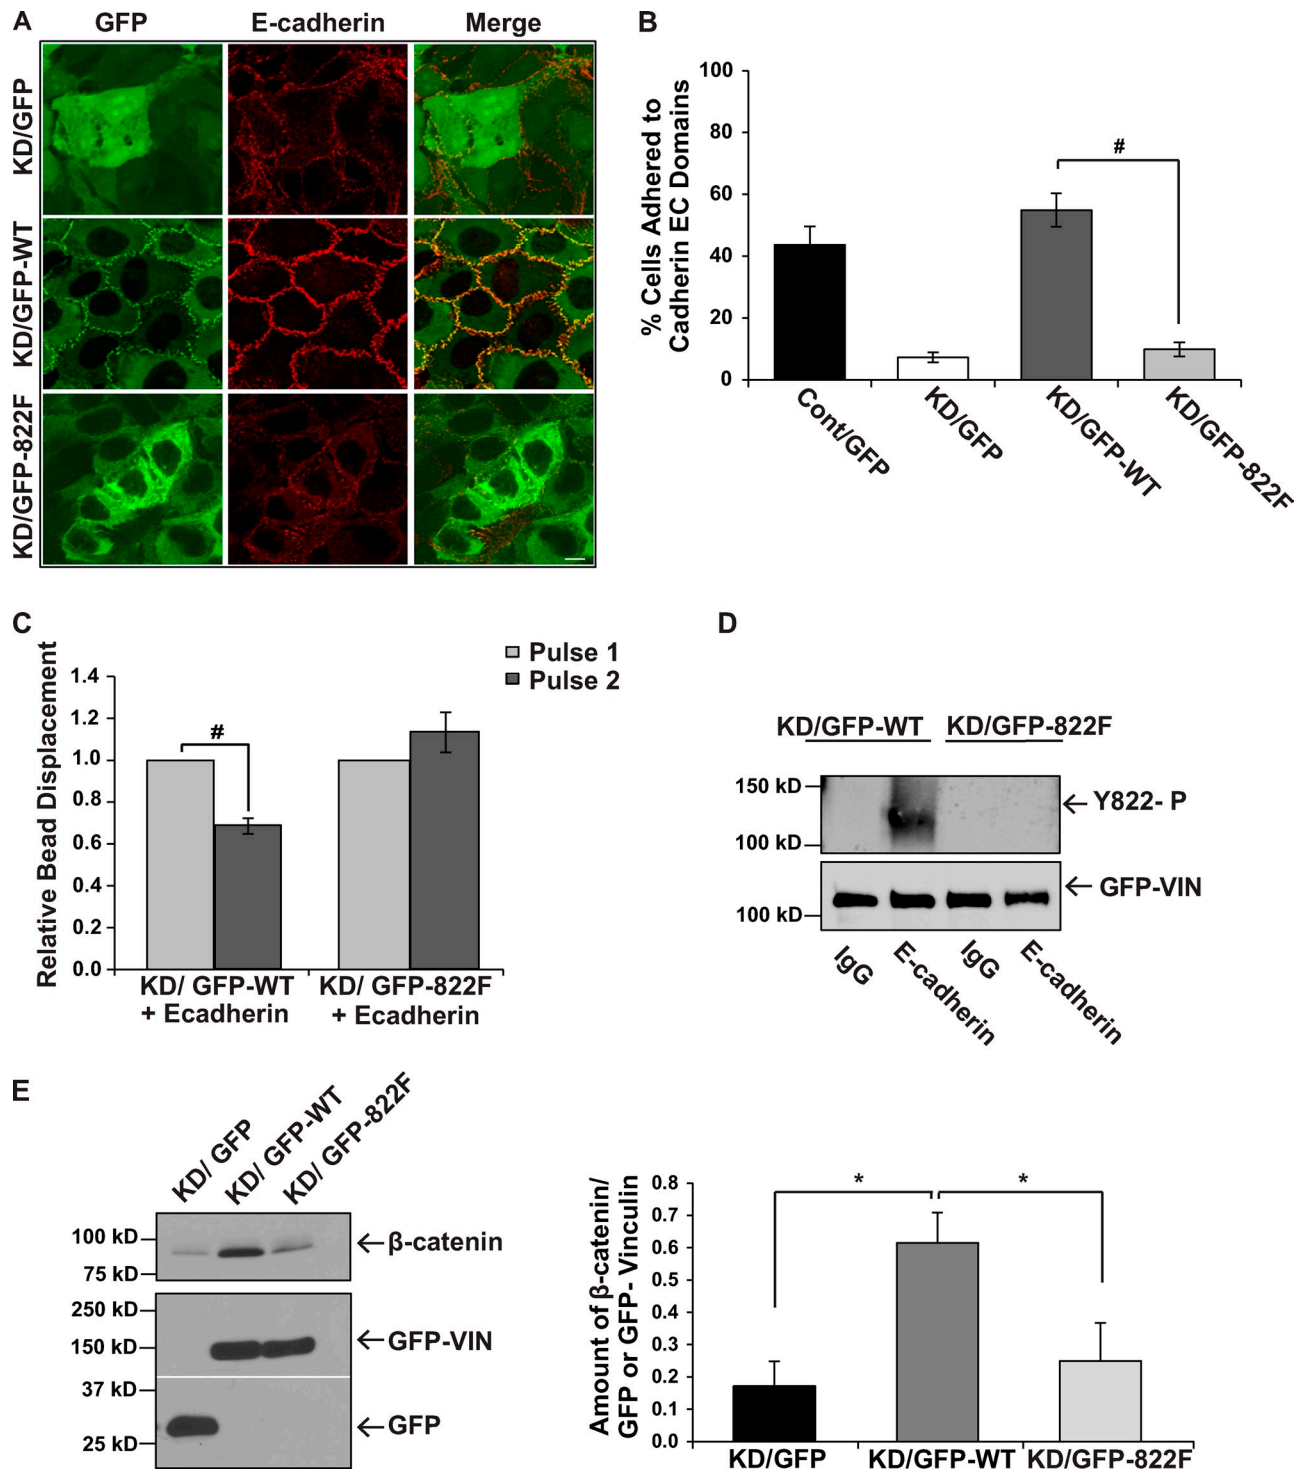 A
GFP
E-cadherin
Merge
KD/GFP
KD/GFP-WT
KD/GFP-822F
B
% Cells Adhered to
Cadherin EC Domains
100
80
60
40
20
0
#
Cont/GFP
KD/GFP
KD/GFP-WT
KD/GFP-822F
C
Pulse 1
Pulse 2
Relative Bead Displacement
1.4
1.2
1.0
0.8
0.6
0.4
0.2
0.0
#
KD/ GFP-WT
+ Ecadherin
KD/ GFP-822F
+ Ecadherin
D
KD/GFP-WT
KD/GFP-822F
150 kD
100 kD
Y822- P
100 kD
GFP-VIN
IgG
E-cadherin
IgG
E-cadherin
E
KD/ GFP
KD/ GFP-WT
KD/ GFP-822F
100 kD
75 kD
β-catenin
250 kD
150 kD
GFP-VIN
37 kD
25 kD
GFP
Amount of β-catenin/
GFP or GFP- Vinculin
0.8
0.7
0.6
0.5
0.4
0.3
0.2
0.1
0.0
*
*
KD/GFP
KD/GFP-WT
KD/GFP-822F